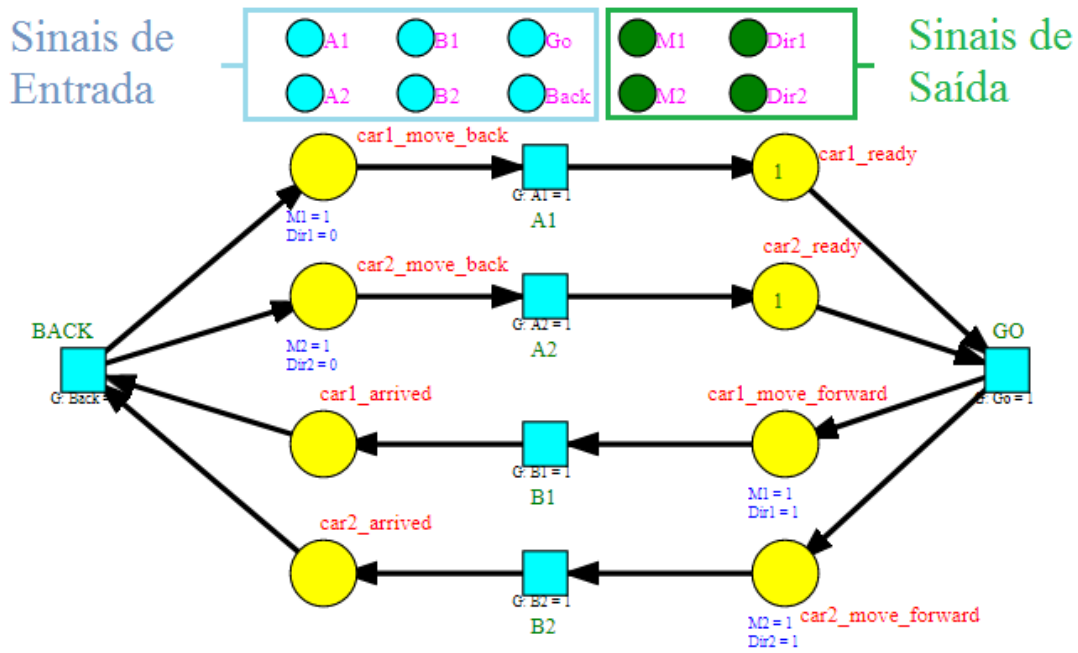 Sinais de
Entrada
A1
B1
Go
A2
B2
Back
M1
Dir1
M2
Dir2
Sinais de
Saída
car1_move_back
M1 = 1
Dir1 = 0
G: A1 = 1
A1
1
car1_ready
car2_move_back
M2 = 1
Dir2 = 0
G: A2 = 1
A2
1
car2_ready
BACK
G: Back =
GO
G: Go = 1
car1_arrived
G: B1 = 1
B1
car1_move_forward
M1 = 1
Dir1 = 1
car2_arrived
G: B2 = 1
B2
car2_move_forward
M2 = 1
Dir2 = 1